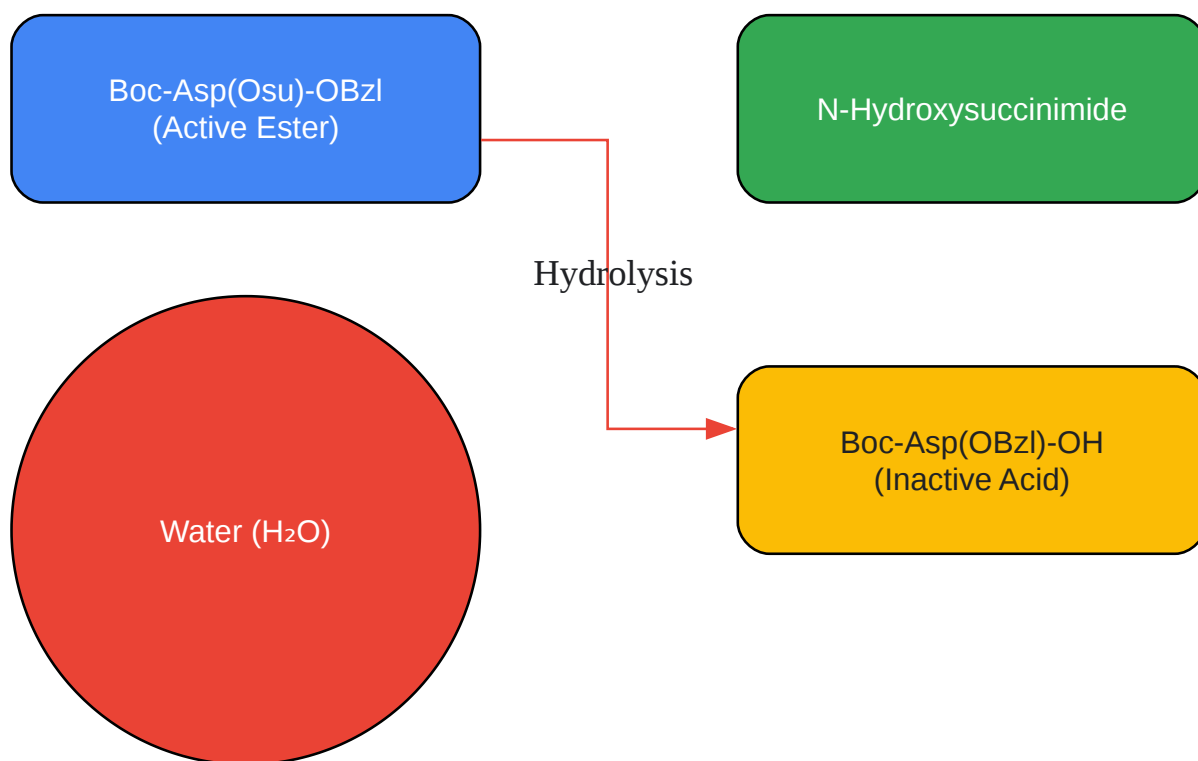 Boc-Asp(Osu)-OBzl
(Active Ester)
N-Hydroxysuccinimide
Hydrolysis
Boc-Asp(OBzl)-OH
(Inactive Acid)
Water (H₂O)